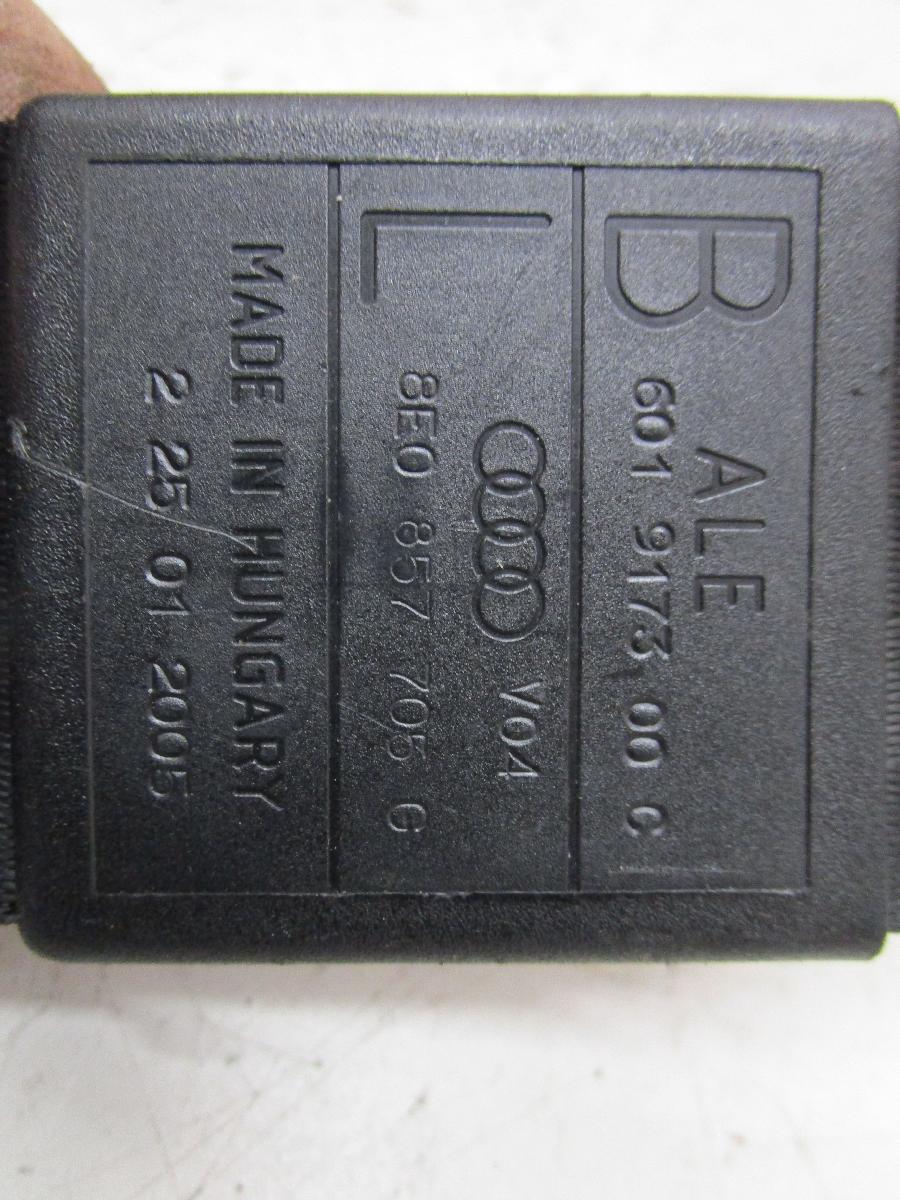 B ALE
601 9173 00 C
L V04
8E0 857 705 G
MADE IN HUNGARY
2 25 01 2005